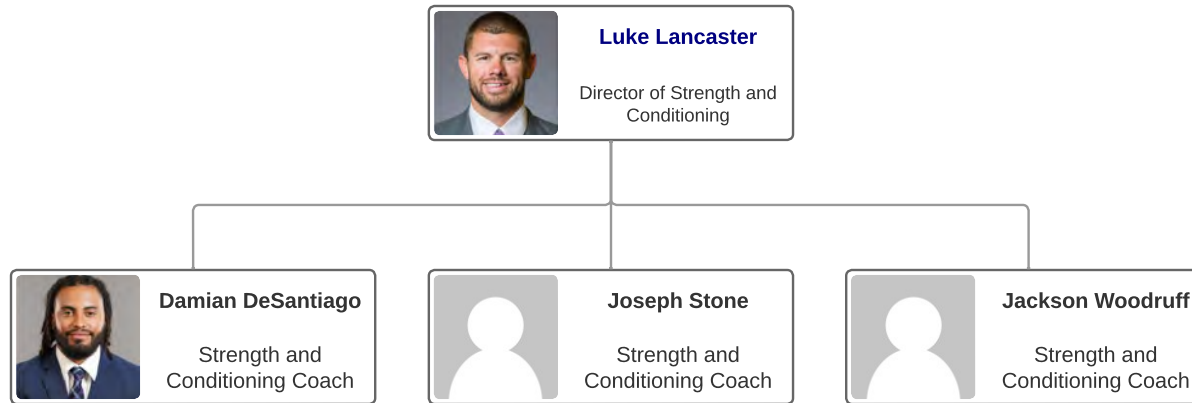 Luke Lancaster
Director of Strength and
Conditioning
Damian DeSantiago
Strength and
Conditioning Coach
Joseph Stone
Strength and
Conditioning Coach
Jackson Woodruff
Strength and
Conditioning Coach